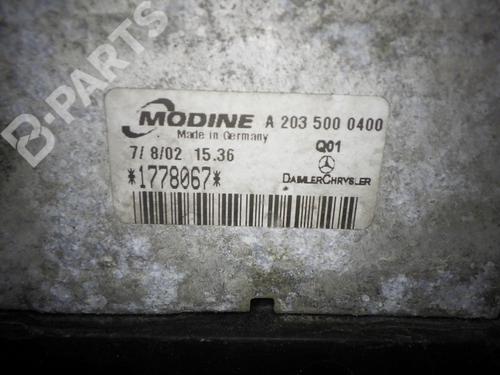 B-PARTS
MODINE A 203 500 0400
Made in Germany
7/ 8/02 15.36 Q01
*1778067* DAIMLERCHRYSLER